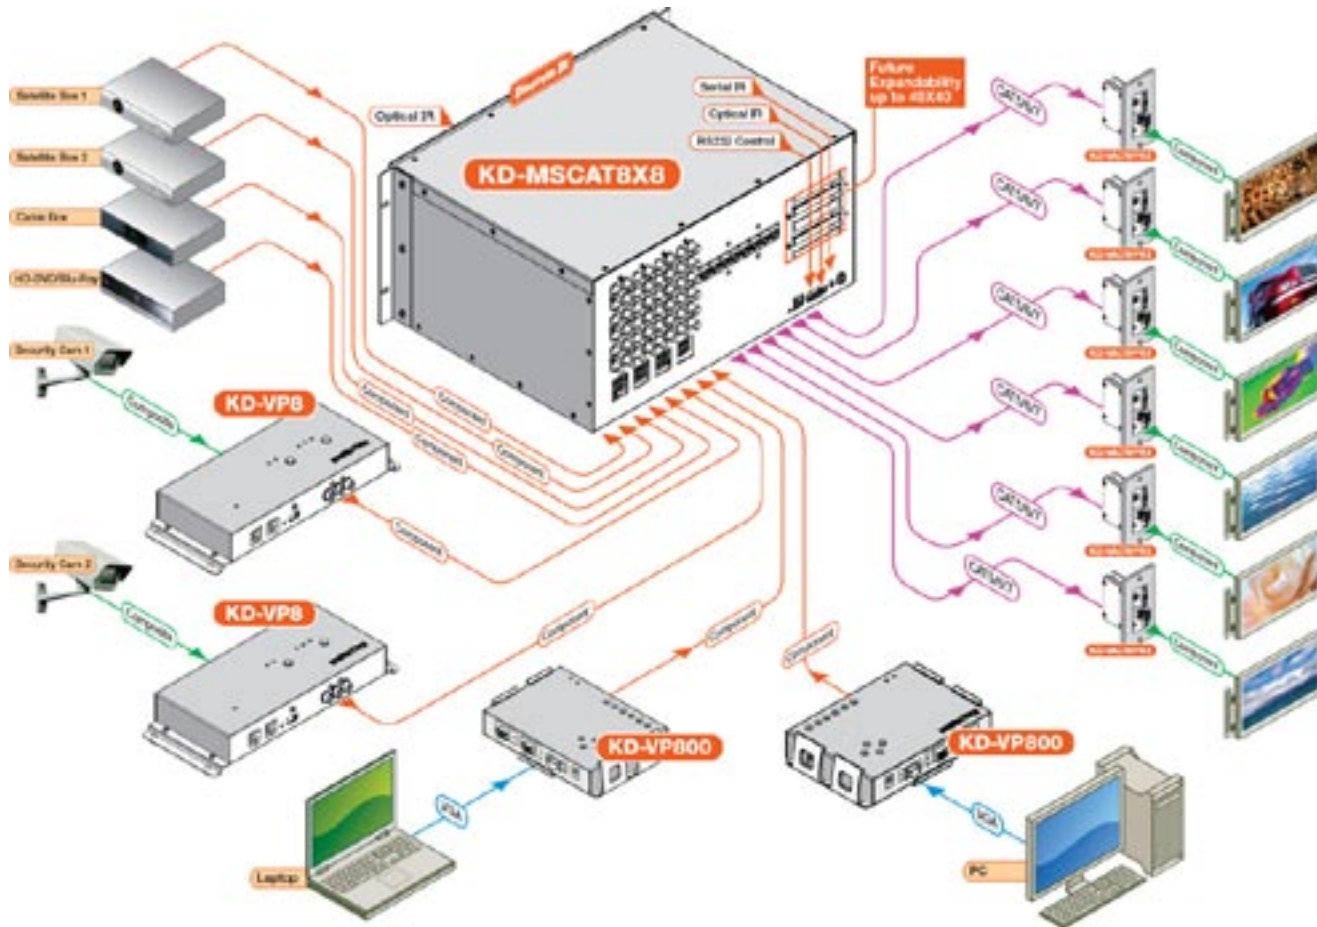 Satellite Box 1
Satellite Box 2
Cable Box
HD-DVD/Blu-Ray
Security Cam 1
Security Cam 2
Optical IR
Discrete IR
Serial IR
Optical IR
RS232 Control
Future
Expandability
up to 48X40
KD-MSCAT8X8
CAT5/6/7
CAT5/6/7
CAT5/6/7
CAT5/6/7
CAT5/6/7
CAT5/6/7
Component
Component
Component
Component
Component
Component
Composite
KD-VP8
Component
Component
Component
Component
Component
Composite
KD-VP8
Component
Component
Component
KD-VP800
KD-VP800
VGA
VGA
Laptop
PC